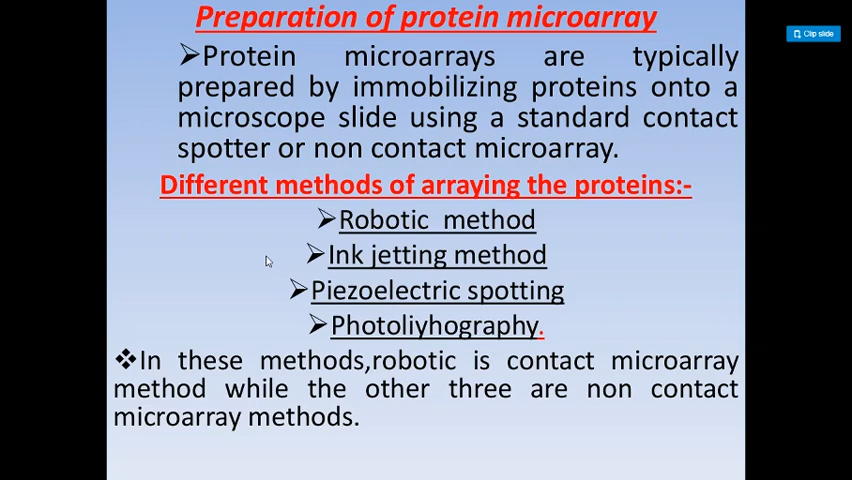 Preparation of protein microarray
Clip slide
➢Protein microarrays are typically
prepared by immobilizing proteins onto a
microscope slide using a standard contact
spotter or non contact microarray.
Different methods of arraying the proteins:-
➢Robotic method
➢Ink jetting method
➢Piezoelectric spotting
➢Photoliyhography.
❖In these methods,robotic is contact microarray
method while the other three are non contact
microarray methods.